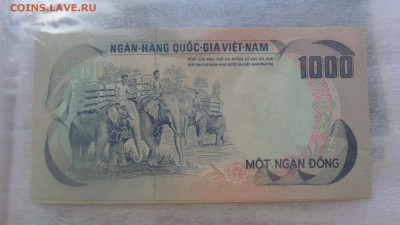 COINS.LAVE.RU
NGÂN-HÀNG QUỐC-GIA VIỆT-NAM
1000
MỘT NGÀN ĐỒNG